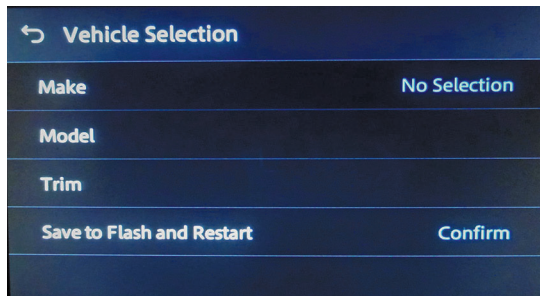 Vehicle Selection
Make No Selection
Model
Trim
Save to Flash and Restart Confirm